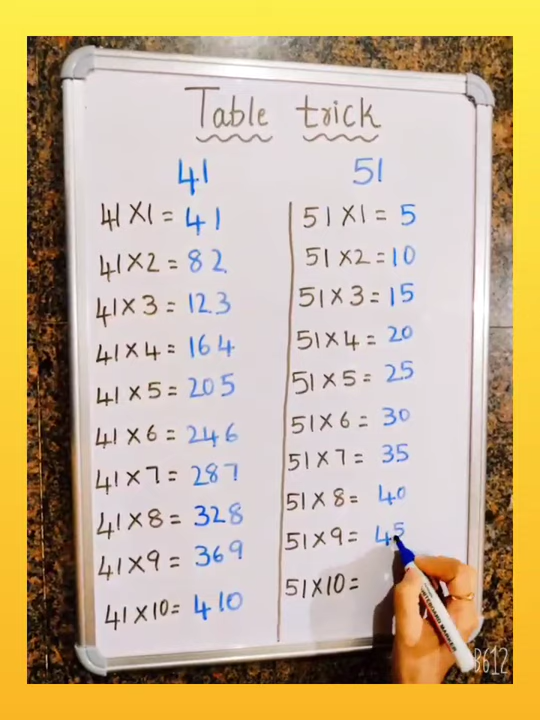 Table trick
41
41 X 1 = 41
41 X 2 = 82
41 X 3 = 123
41 X 4 = 164
41 X 5 = 205
41 X 6 = 246
41 X 7 = 287
41 X 8 = 328
41 X 9 = 369
41 X 10 = 410
51
51 X 1 = 5
51 X 2 = 10
51 X 3 = 15
51 X 4 = 20
51 X 5 = 25
51 X 6 = 30
51 X 7 = 35
51 X 8 = 40
51 X 9 = 45
51 X 10 =
WHITEBOARD MARKER
B612